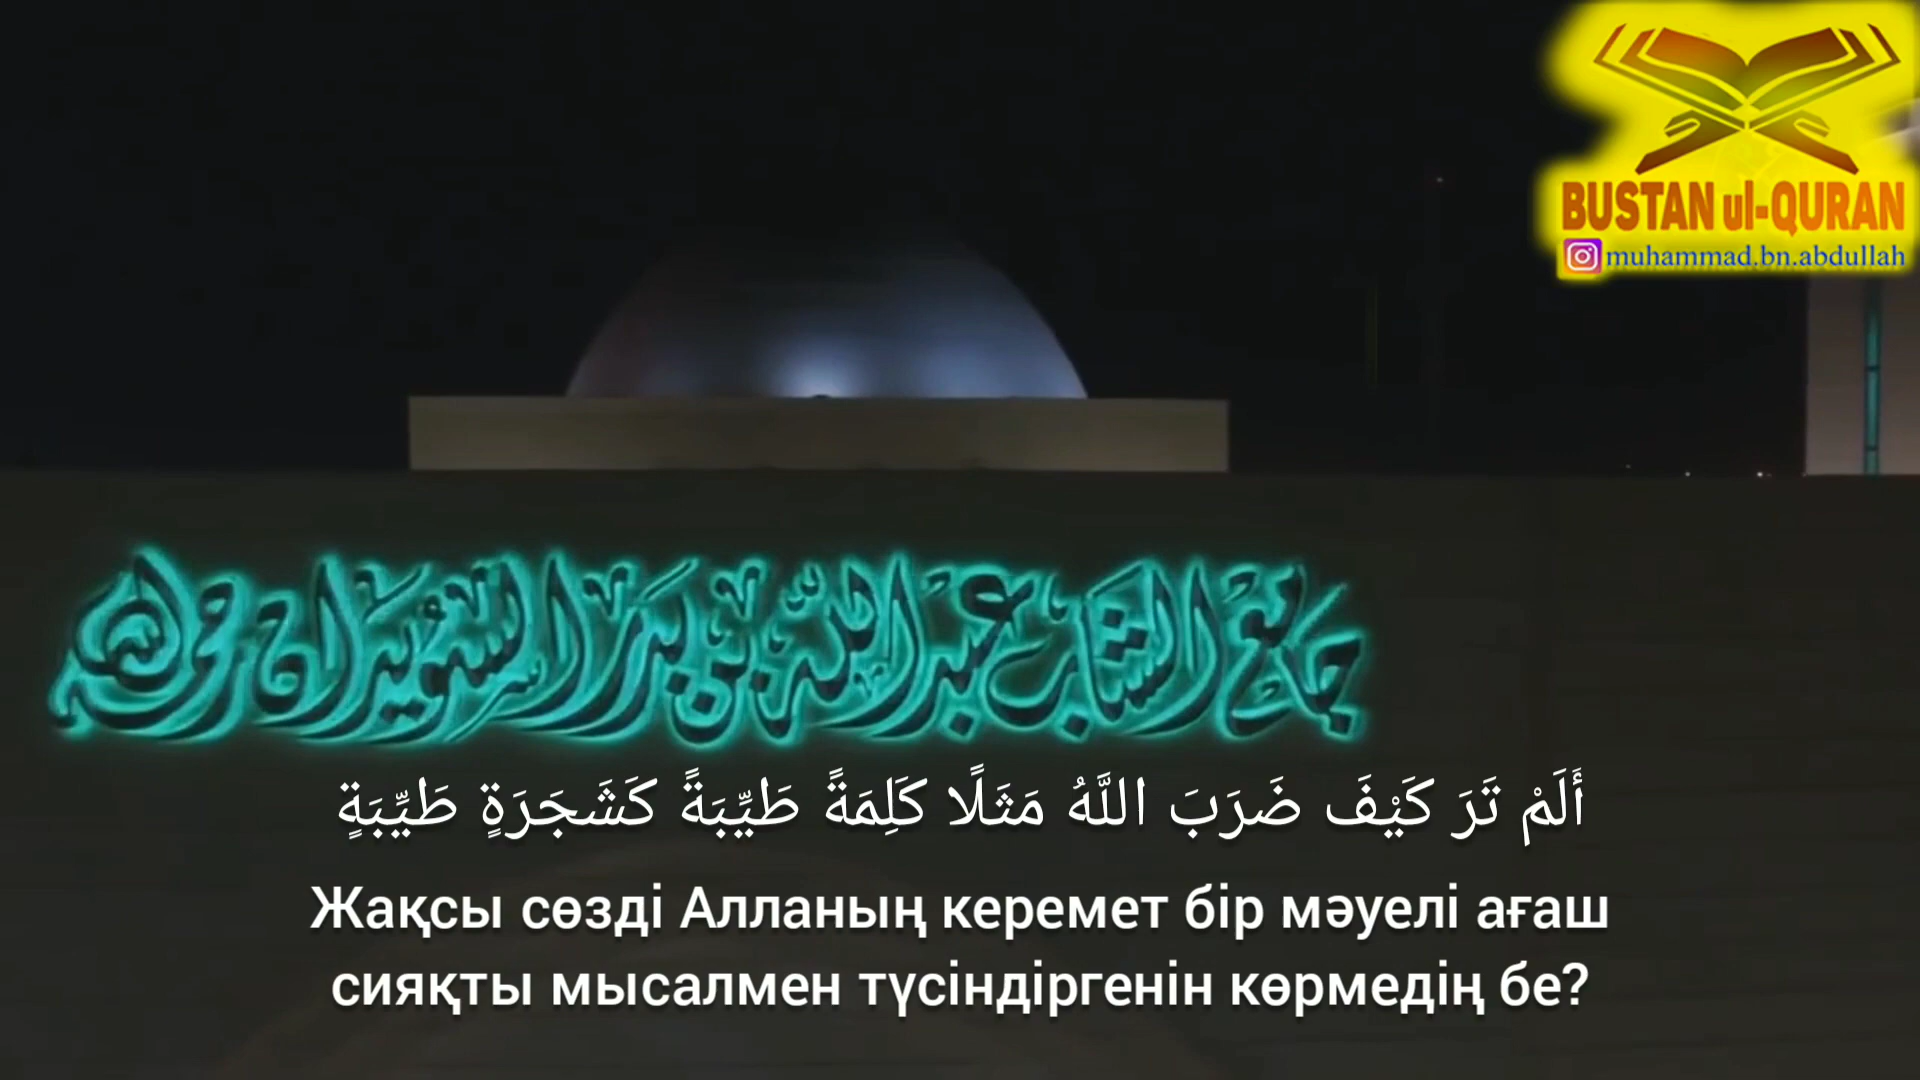 BUSTAN ul-QURAN
muhammad.bn.abdullah
جامع الشاب عبدالله بن بدر السويدان رحمه الله
أَلَمْ تَرَ كَيْفَ ضَرَبَ اللَّهُ مَثَلًا كَلِمَةً طَيِّبَةً كَشَجَرَةٍ طَيِّبَةٍ
Жақсы сөзді Алланың керемет бір мәуелі ағаш
сияқты мысалмен түсіндіргенін көрмедің бе?